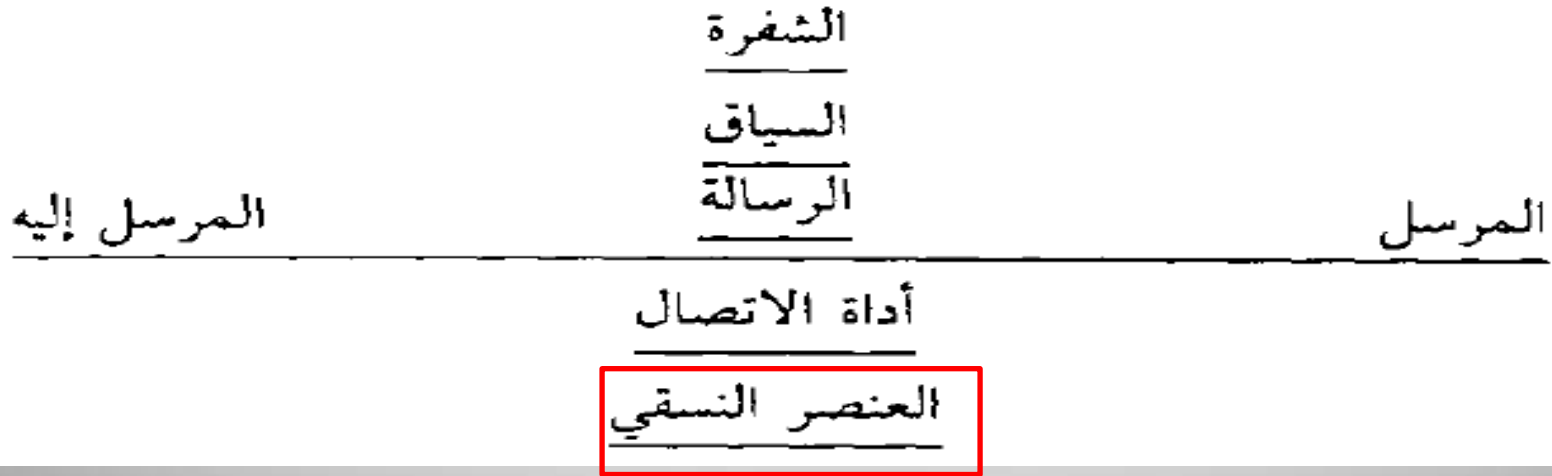 الشفرة
السياق
المرسل الرسالة المرسل إليه
أداة الاتصال
العنصر النسقي